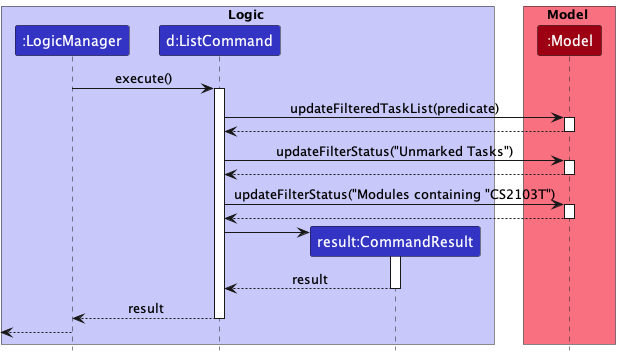 Logic
Model
:LogicManager
d:ListCommand
:Model
execute()
updateFilteredTaskList(predicate)
updateFilterStatus("Unmarked Tasks")
updateFilterStatus("Modules containing "CS2103T")
result:CommandResult
result
result